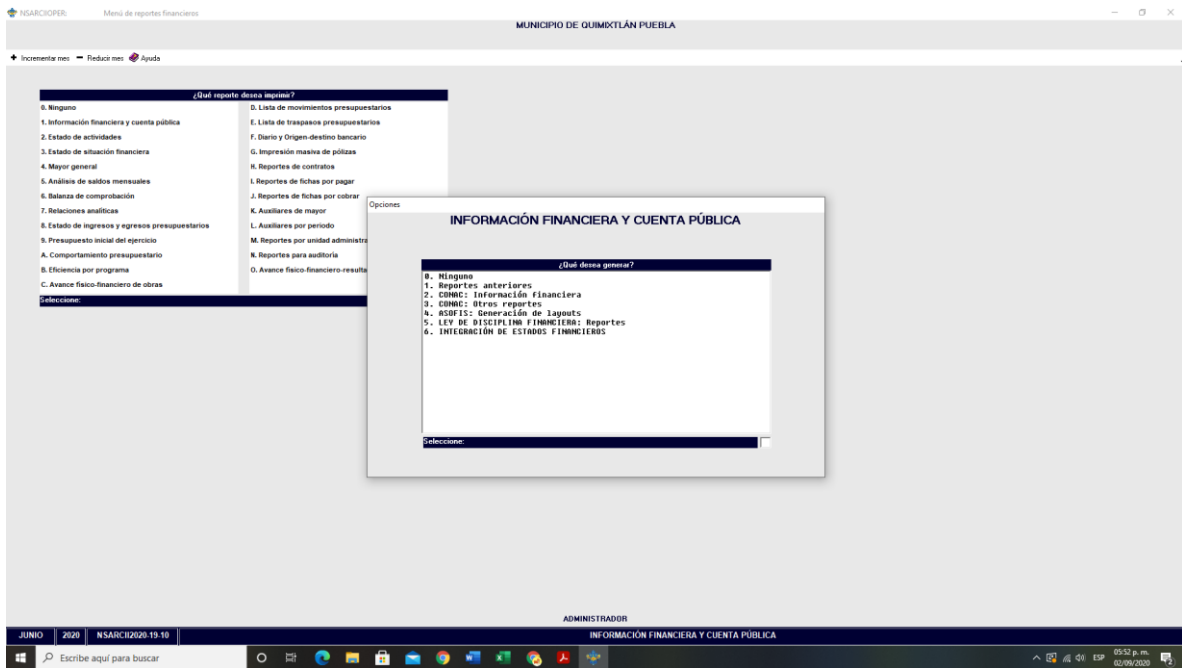 NSARCIIOPER: Menú de reportes financieros
MUNICIPIO DE QUIMIXTLÁN PUEBLA
Incrementar mes Reducir mes Ayuda
¿Qué reporte desea imprimir?
0. Ninguno
1. Información financiera y cuenta pública
2. Estado de actividades
3. Estado de situación financiera
4. Mayor general
5. Análisis de saldos mensuales
6. Balanza de comprobación
7. Relaciones analíticas
8. Estado de ingresos y egresos presupuestarios
9. Presupuesto inicial del ejercicio
A. Comportamiento presupuestario
B. Eficiencia por programa
C. Avance físico-financiero de obras
D. Lista de movimientos presupuestarios
E. Lista de traspasos presupuestarios
F. Diario y Origen-destino bancario
G. Impresión masiva de pólizas
H. Reportes de contratos
I. Reportes de fichas por pagar
J. Reportes de fichas por cobrar
K. Auxiliares de mayor
L. Auxiliares por periodo
M. Reportes por unidad administra
N. Reportes para auditoría
O. Avance físico-financiero-resulta
Seleccione:
Opciones
INFORMACIÓN FINANCIERA Y CUENTA PÚBLICA
¿Qué desea generar?
0. Ninguno
1. Reportes anteriores
2. CONAC: Información financiera
3. CONAC: Otros reportes
4. ASOFIS: Generación de layouts
5. LEY DE DISCIPLINA FINANCIERA: Reportes
6. INTEGRACIÓN DE ESTADOS FINANCIEROS
Seleccione:
ADMINISTRADOR
JUNIO 2020 NSARCII2020-19-10 INFORMACIÓN FINANCIERA Y CUENTA PÚBLICA
Escribe aquí para buscar
ESP 05:52 p. m.
02/09/2020